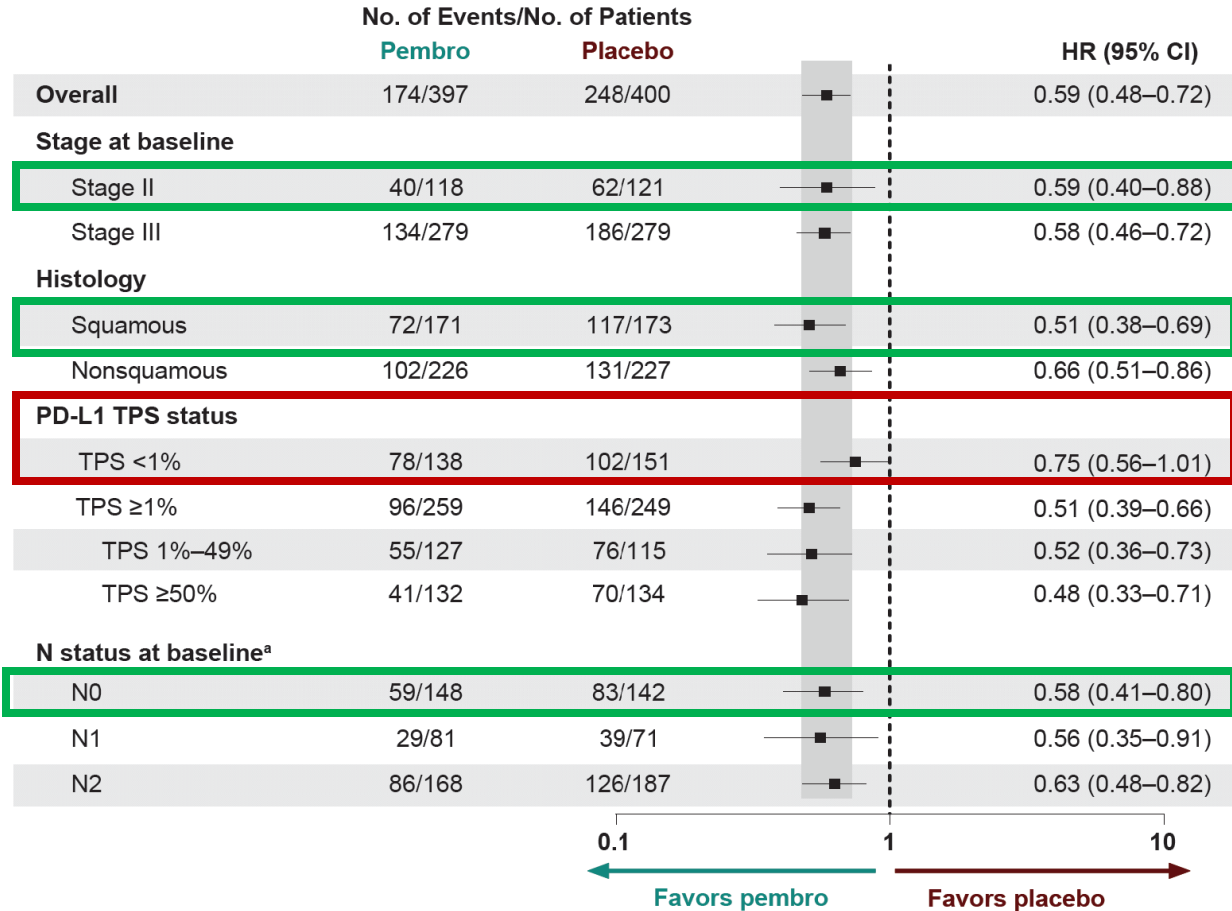 No. of Events/No. of Patients
Pembro Placebo HR (95% CI)
Overall 174/397 248/400 0.59 (0.48–0.72)
Stage at baseline
Stage II 40/118 62/121 0.59 (0.40–0.88)
Stage III 134/279 186/279 0.58 (0.46–0.72)
Histology
Squamous 72/171 117/173 0.51 (0.38–0.69)
Nonsquamous 102/226 131/227 0.66 (0.51–0.86)
PD-L1 TPS status
TPS <1% 78/138 102/151 0.75 (0.56–1.01)
TPS ≥1% 96/259 146/249 0.51 (0.39–0.66)
TPS 1%–49% 55/127 76/115 0.52 (0.36–0.73)
TPS ≥50% 41/132 70/134 0.48 (0.33–0.71)
N status at baselineᵃ
N0 59/148 83/142 0.58 (0.41–0.80)
N1 29/81 39/71 0.56 (0.35–0.91)
N2 86/168 126/187 0.63 (0.48–0.82)
0.1 1 10
Favors pembro Favors placebo